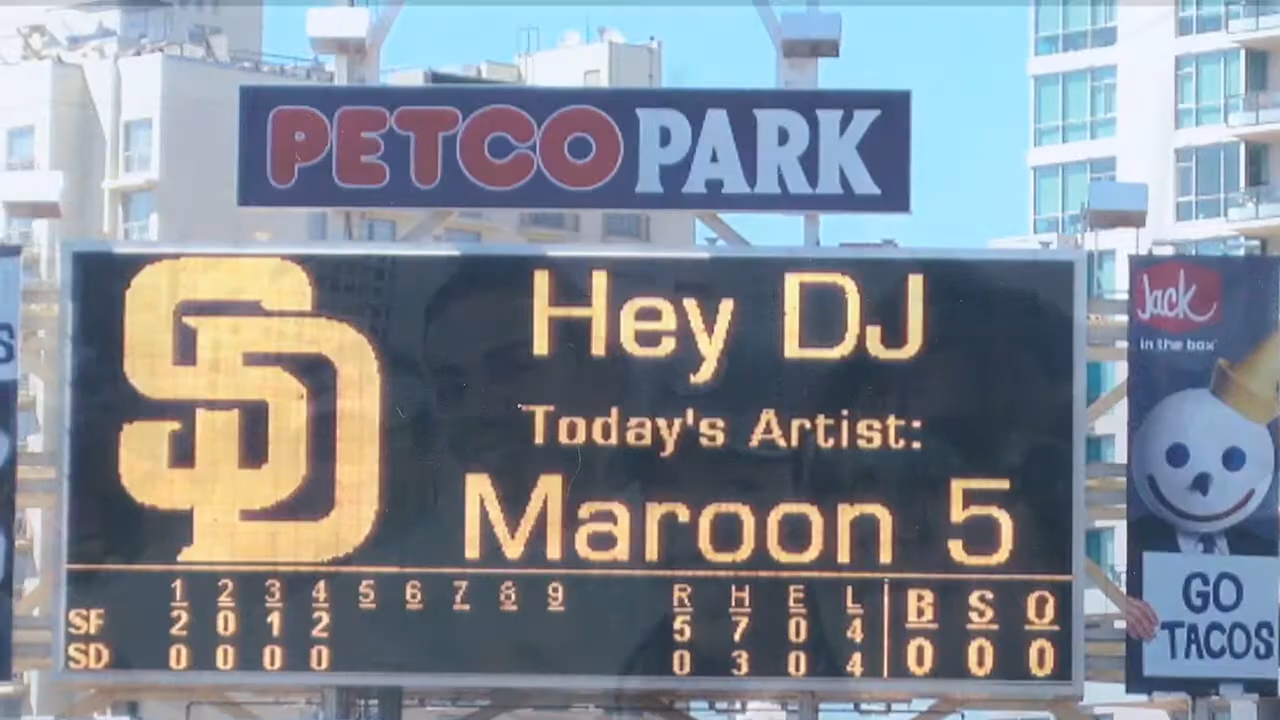 PETCO PARK
SD
Hey DJ
Today's Artist:
Maroon 5
1 2 3 4 5 6 7 8 9 R H E L B S O
SF 2 0 1 2 5 7 0 4
SD 0 0 0 0 0 3 0 4 0 0 0
Jack
in the box
GO
TACOS
S